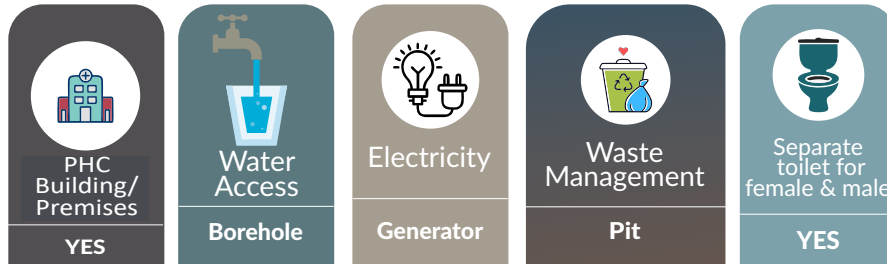 PHC
Building/
Premises
YES
Water
Access
Borehole
Electricity
Generator
Waste
Management
Pit
Separate
toilet for
female & male
YES